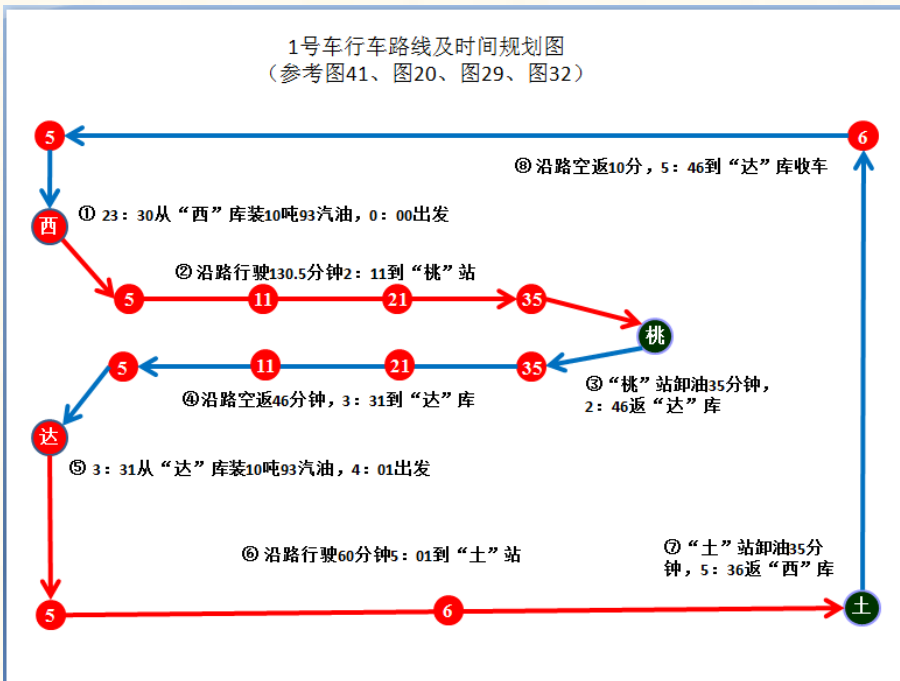 1号车行车路线及时间规划图
（参考图41、图20、图29、图32）
5
6
⑧ 沿路空返10分，5：46到“达”库收车
西
① 23：30从“西”库装10吨93汽油，0：00出发
② 沿路行驶130.5分钟2：11到“桃”站
5
11
21
35
桃
5
11
21
35
③ “桃”站卸油35分钟，
2：46返“达”库
④沿路空返46分钟，3：31到“达”库
达
⑤ 3：31从“达”库装10吨93汽油，4：01出发
⑥ 沿路行驶60分钟5：01到“土”站
⑦ “土”站卸油35分
钟，5：36返“西”库
5
6
土